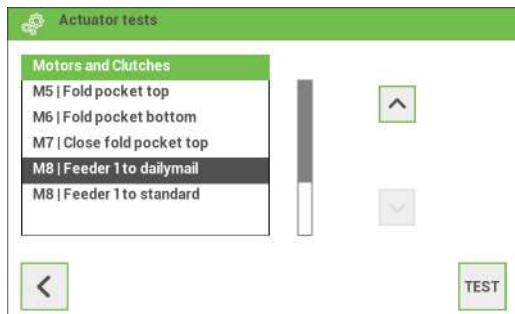 Actuator tests
Motors and Clutches
M5 | Fold pocket top
M6 | Fold pocket bottom
M7 | Close fold pocket top
M8 | Feeder 1 to dailymail
M8 | Feeder 1 to standard
TEST